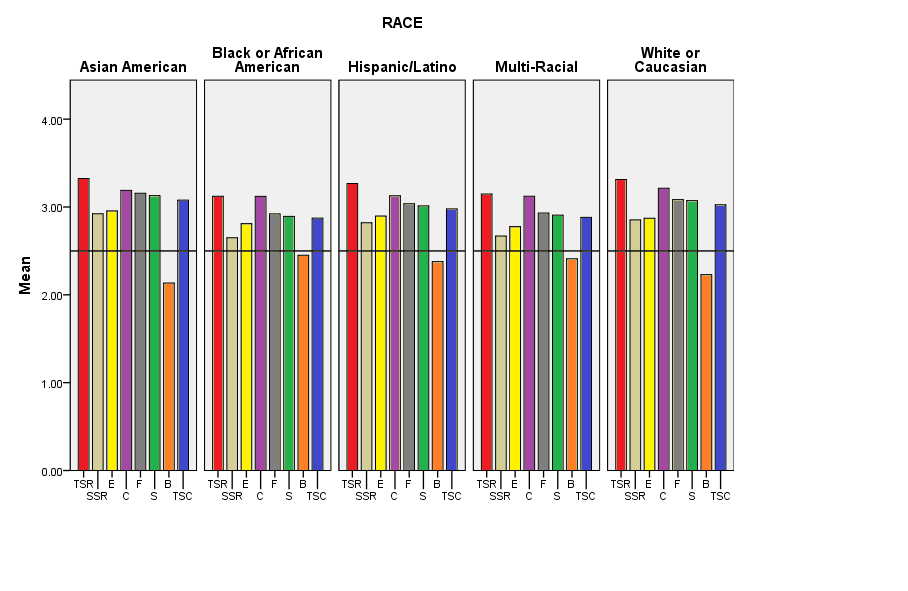 RACE
Asian American
Black or African
American
Hispanic/Latino
Multi-Racial
White or
Caucasian
Mean
4.00
3.00
2.00
1.00
0.00
TSR E F B
SSR C S TSC
TSR E F B
SSR C S TSC
TSR E F B
SSR C S TSC
TSR E F B
SSR C S TSC
TSR E F B
SSR C S TSC